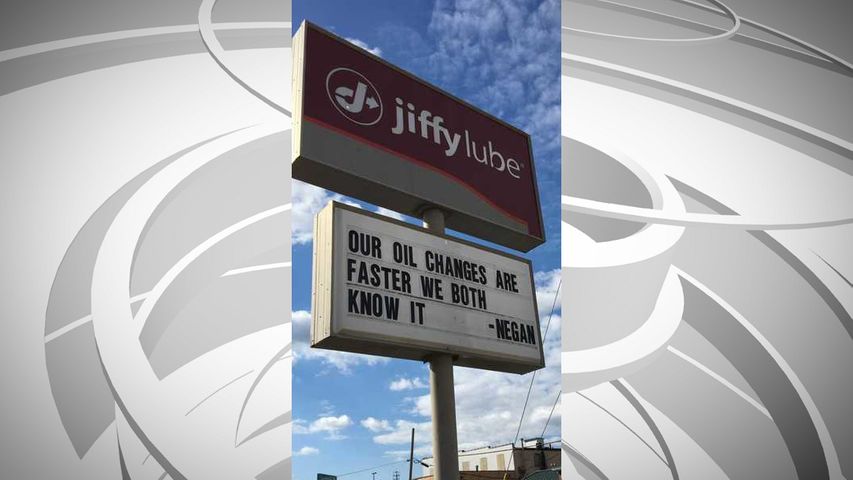 jiffy lube®
OUR OIL CHANGES ARE
FASTER WE BOTH
KNOW IT -NEGAN